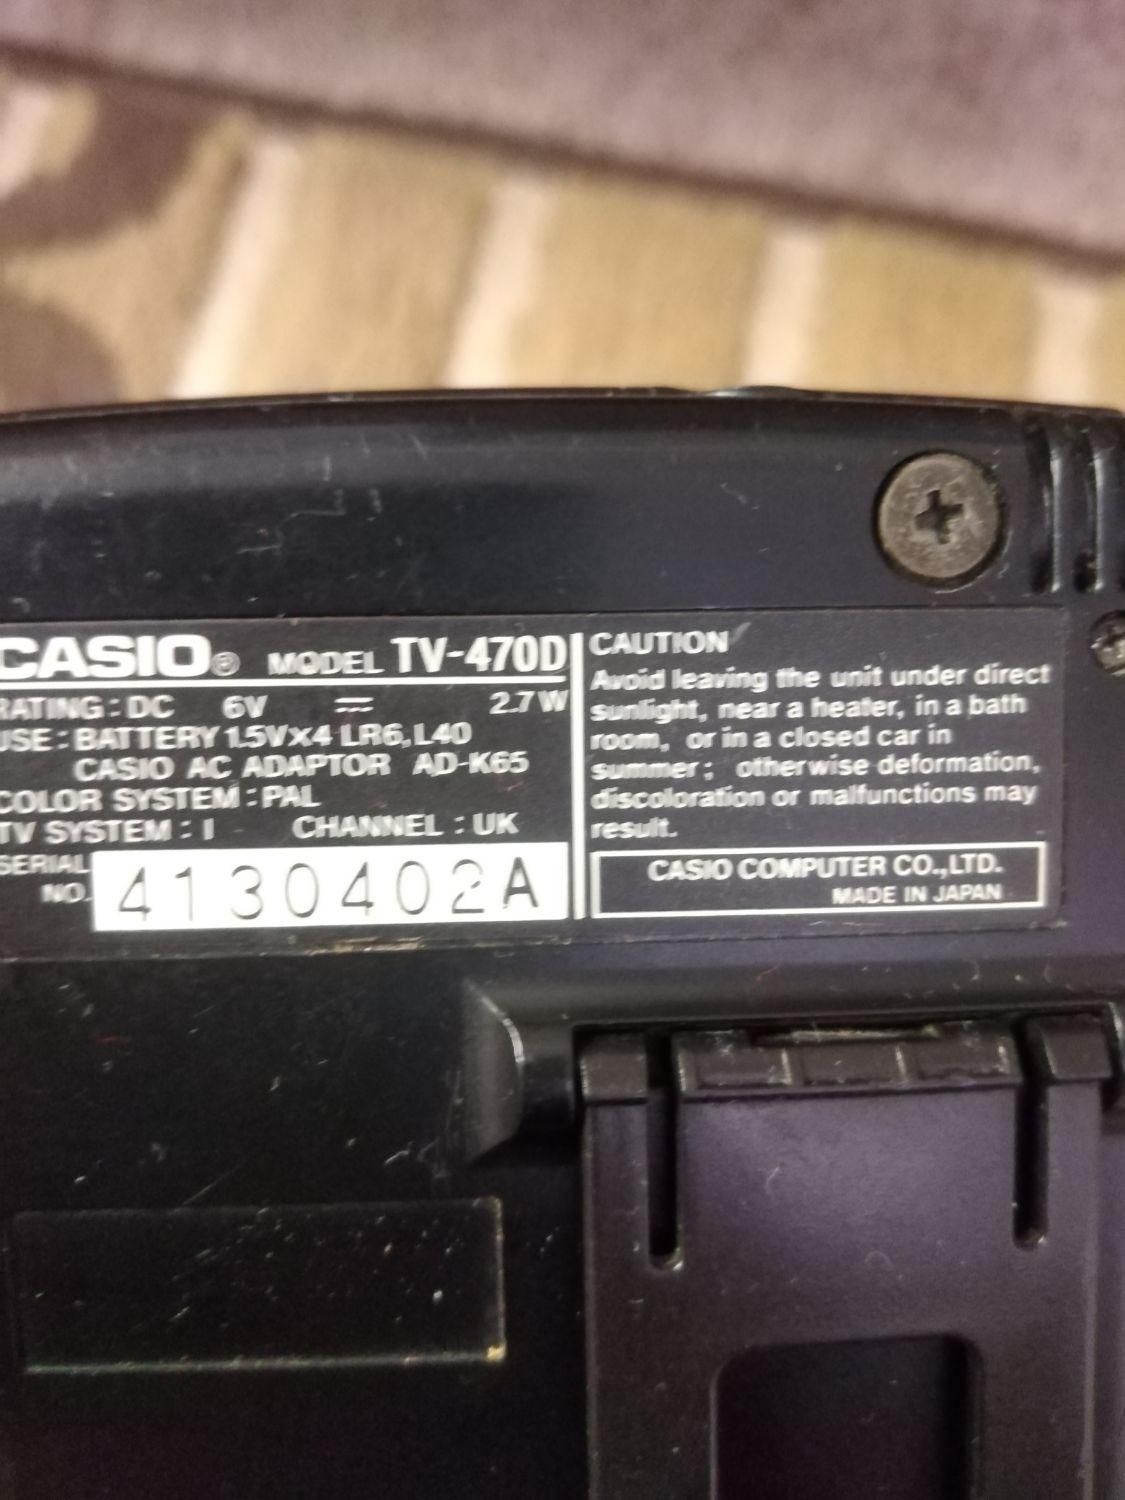 CASIO® MODEL TV-470D
RATING : DC 6V ⎓ 2.7W
USE : BATTERY 1.5V×4 LR6, L40
CASIO AC ADAPTOR AD-K65
COLOR SYSTEM : PAL
TV SYSTEM : I CHANNEL : UK
SERIAL
NO. 4130402A
CAUTION
Avoid leaving the unit under direct
sunlight, near a heater, in a bath
room, or in a closed car in
summer; otherwise deformation,
discoloration or malfunctions may
result.
CASIO COMPUTER CO.,LTD.
MADE IN JAPAN